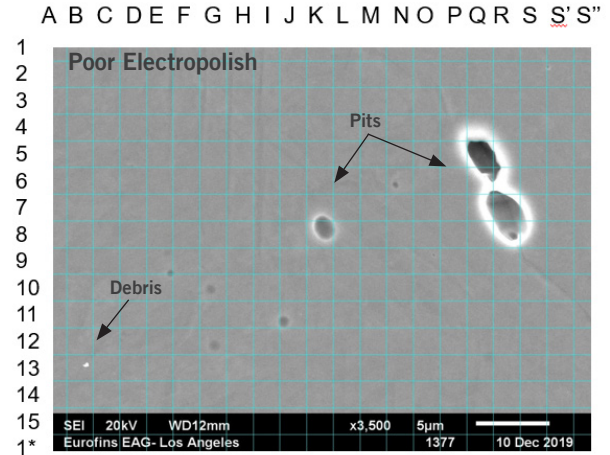 A B C D E F G H I J K L M N O P Q R S S' S"
1
Poor Electropolish
2
3
4
Pits
5
6
7
8
9
10
Debris
11
12
13
14
15
SEI 20kV WD12mm x3,500 5μm
1*
Eurofins EAG- Los Angeles 1377 10 Dec 2019